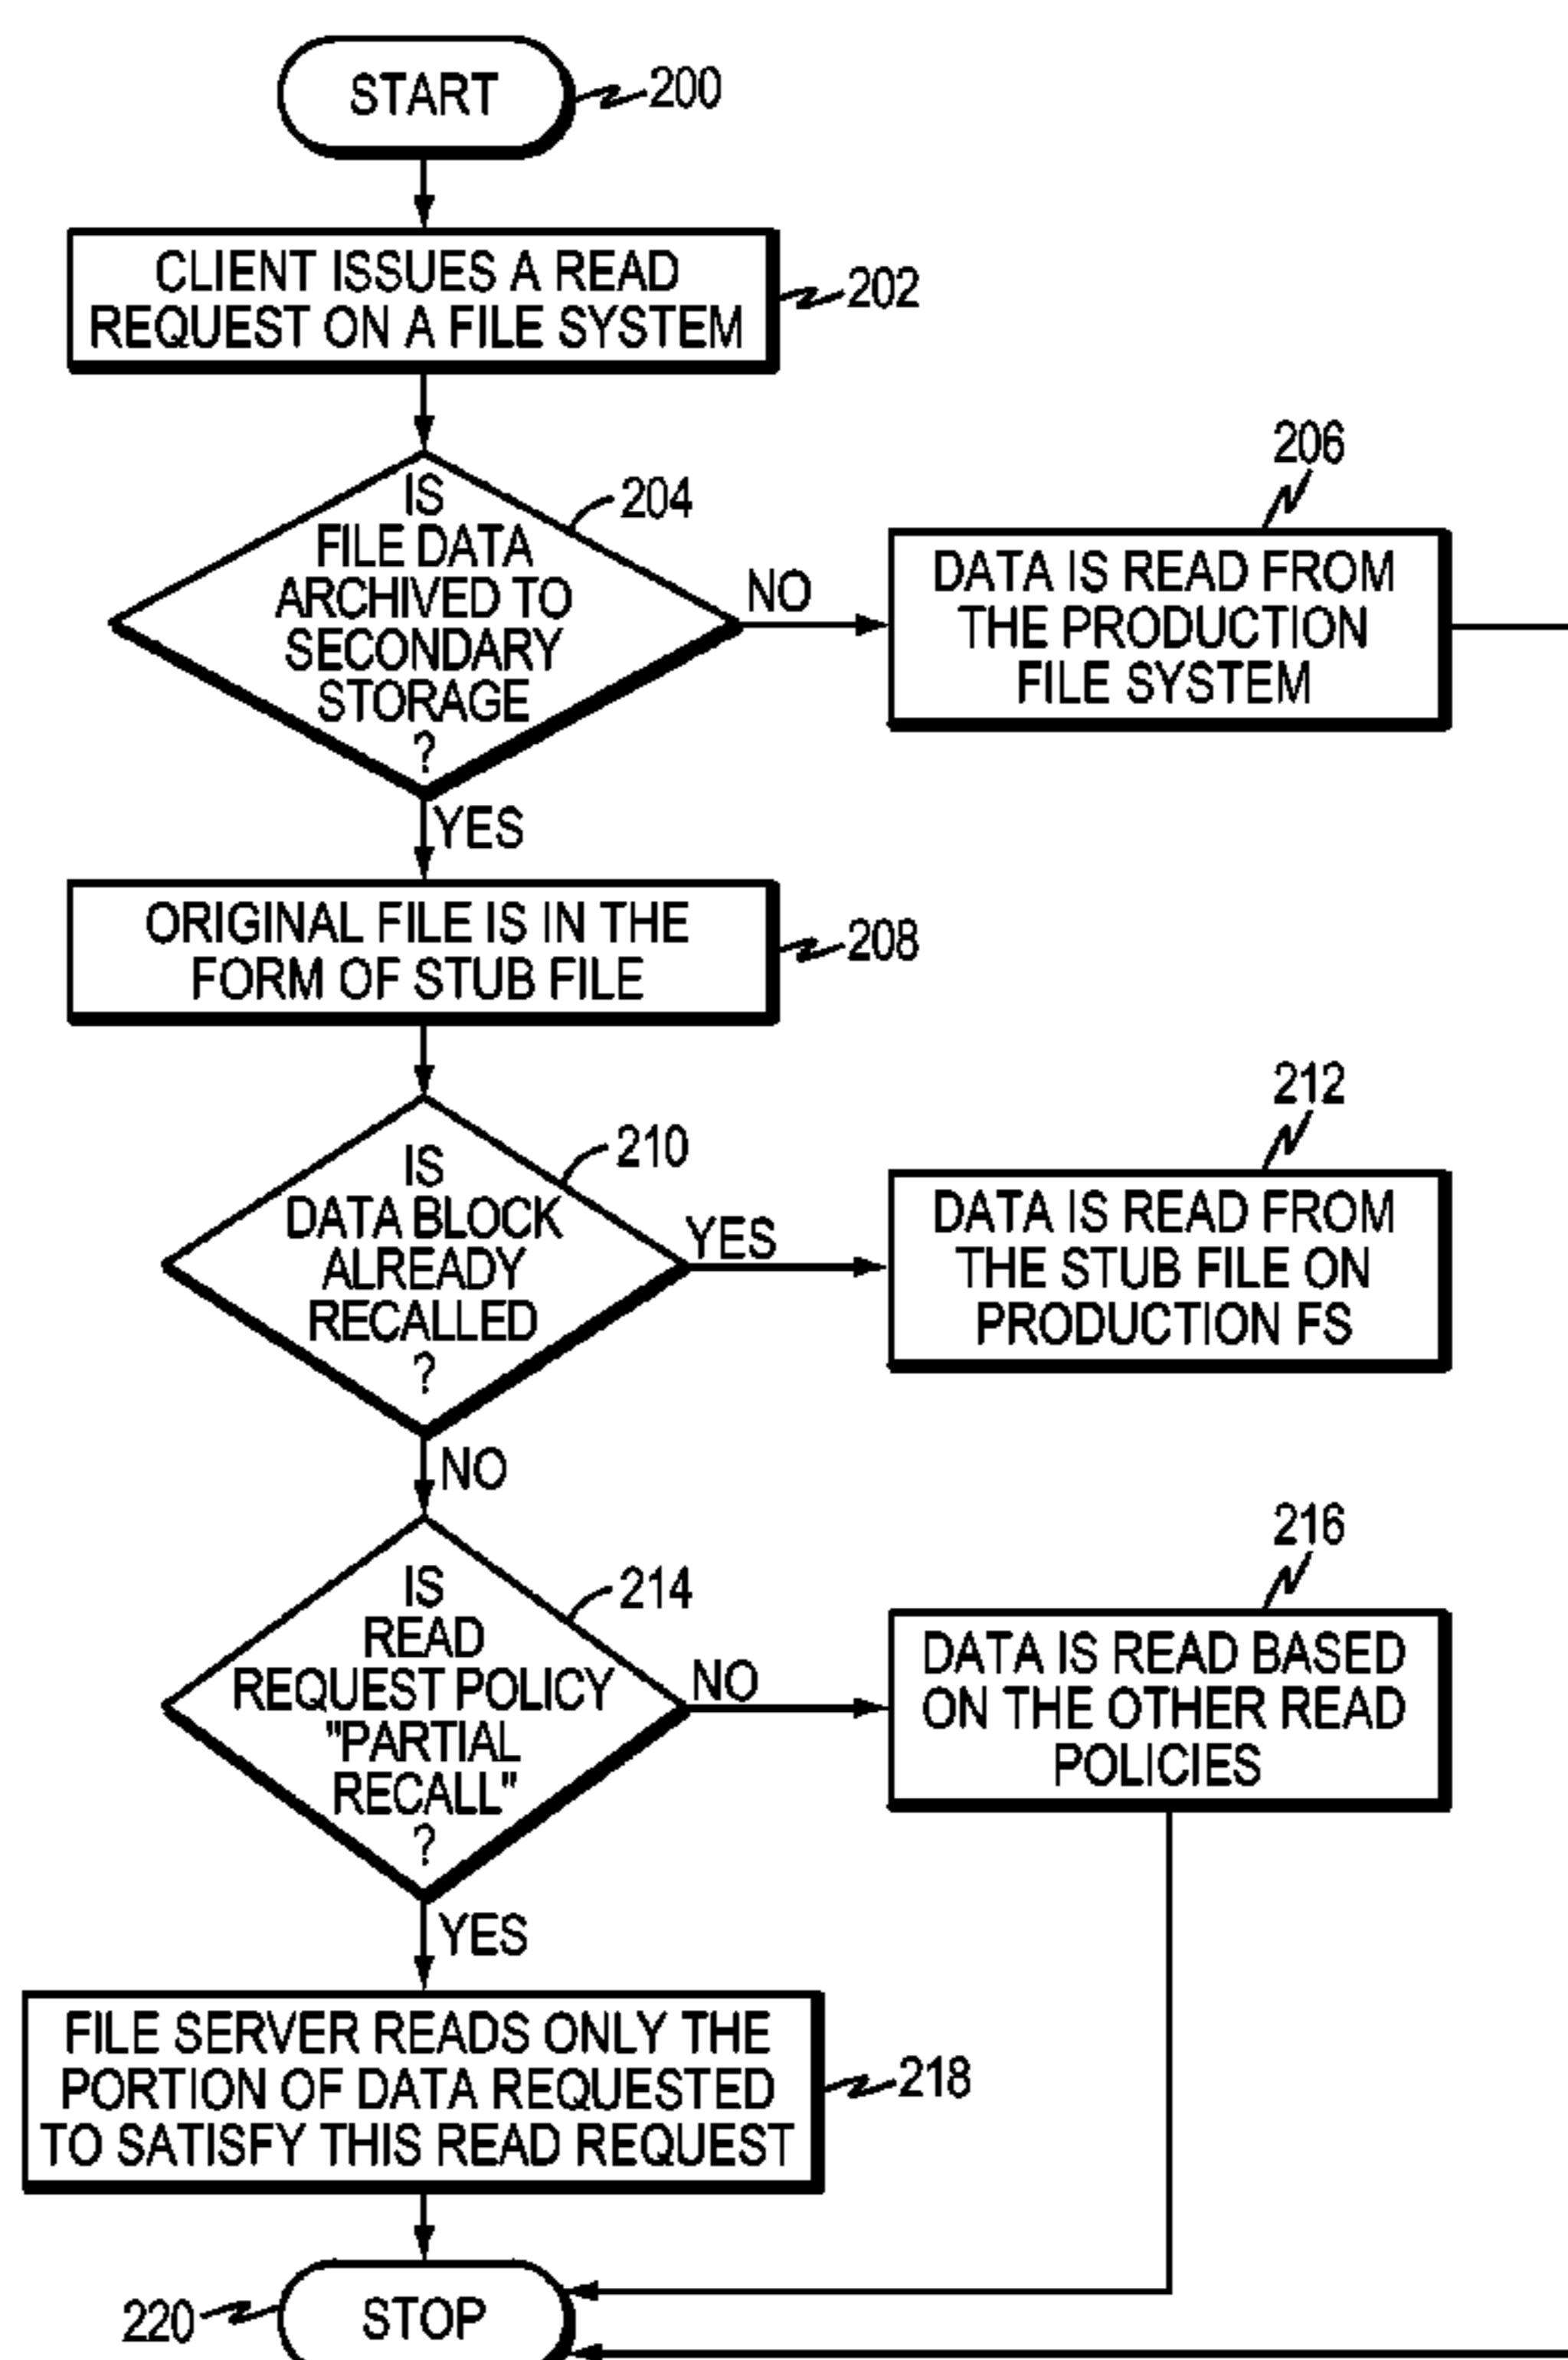 START
200
CLIENT ISSUES A READ
REQUEST ON A FILE SYSTEM
202
IS
FILE DATA
ARCHIVED TO
SECONDARY
STORAGE
?
204
NO
206
DATA IS READ FROM
THE PRODUCTION
FILE SYSTEM
YES
ORIGINAL FILE IS IN THE
FORM OF STUB FILE
208
IS
DATA BLOCK
ALREADY
RECALLED
?
210
YES
212
DATA IS READ FROM
THE STUB FILE ON
PRODUCTION FS
NO
IS
READ
REQUEST POLICY
"PARTIAL
RECALL"
?
214
NO
216
DATA IS READ BASED
ON THE OTHER READ
POLICIES
YES
FILE SERVER READS ONLY THE
PORTION OF DATA REQUESTED
TO SATISFY THIS READ REQUEST
218
STOP
220